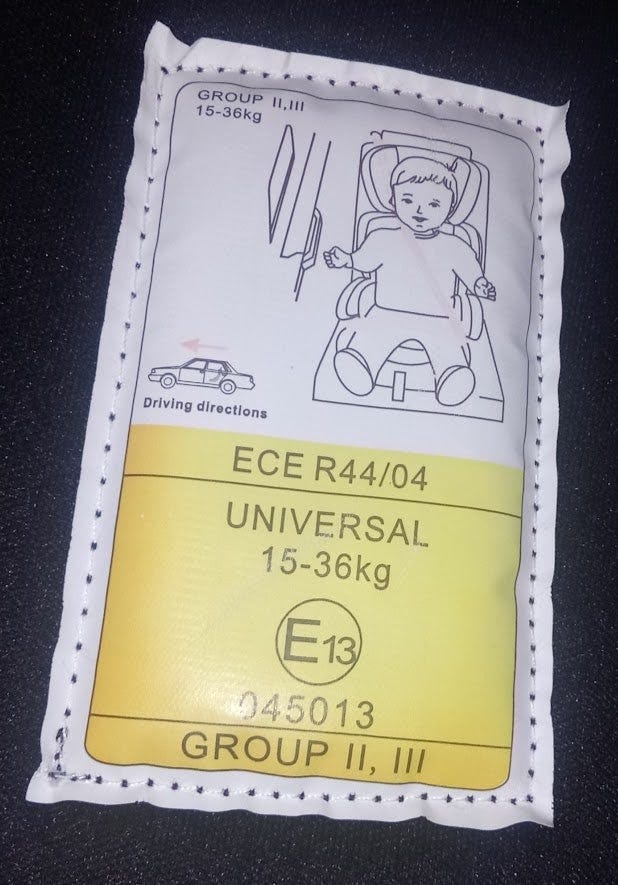 GROUP II,III
15-36kg
Driving directions
ECE R44/04
UNIVERSAL
15-36kg
E13
045013
GROUP II, III